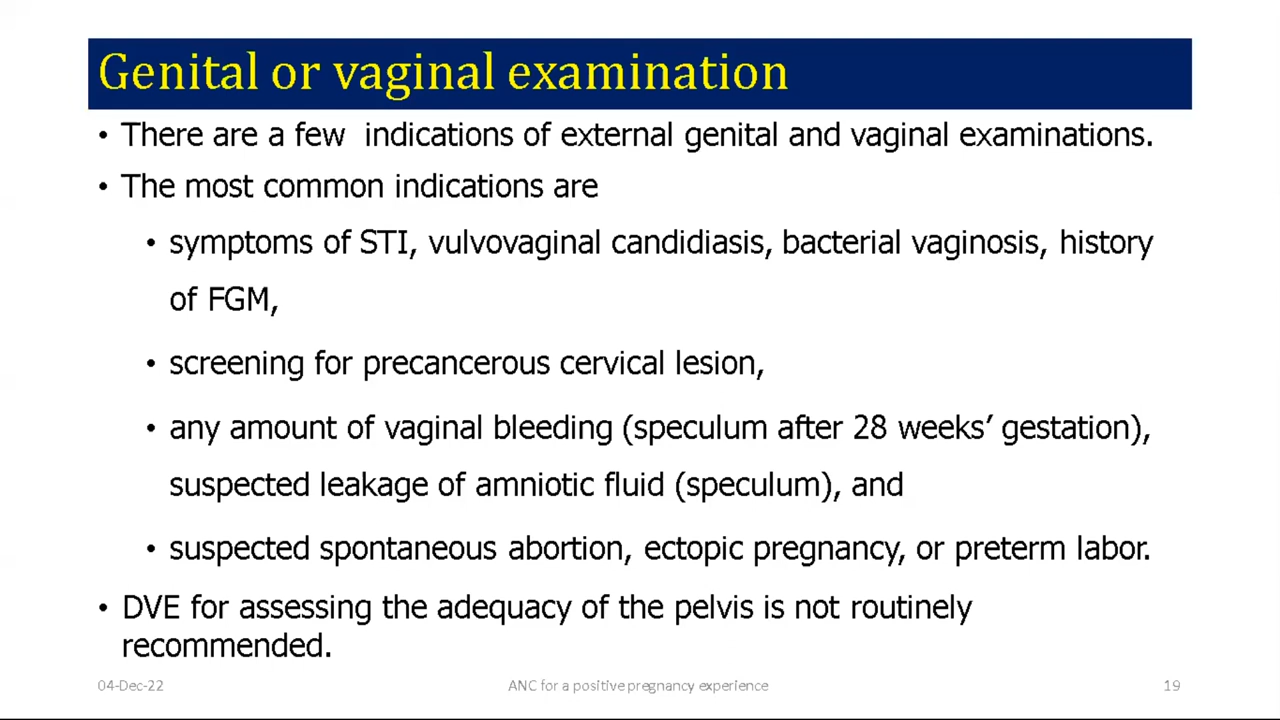 Genital or vaginal examination
• There are a few  indications of external genital and vaginal examinations.
• The most common indications are
• symptoms of STI, vulvovaginal candidiasis, bacterial vaginosis, history
of FGM,
• screening for precancerous cervical lesion,
• any amount of vaginal bleeding (speculum after 28 weeks’ gestation),
suspected leakage of amniotic fluid (speculum), and
• suspected spontaneous abortion, ectopic pregnancy, or preterm labor.
• DVE for assessing the adequacy of the pelvis is not routinely
recommended.
04-Dec-22 ANC for a positive pregnancy experience 19